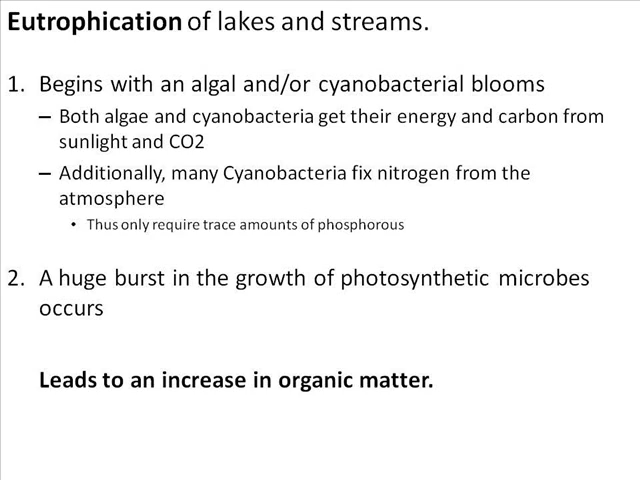 Eutrophication of lakes and streams.
1. Begins with an algal and/or cyanobacterial blooms
– Both algae and cyanobacteria get their energy and carbon from
sunlight and CO2
– Additionally, many Cyanobacteria fix nitrogen from the
atmosphere
• Thus only require trace amounts of phosphorous
2. A huge burst in the growth of photosynthetic microbes
occurs
Leads to an increase in organic matter.